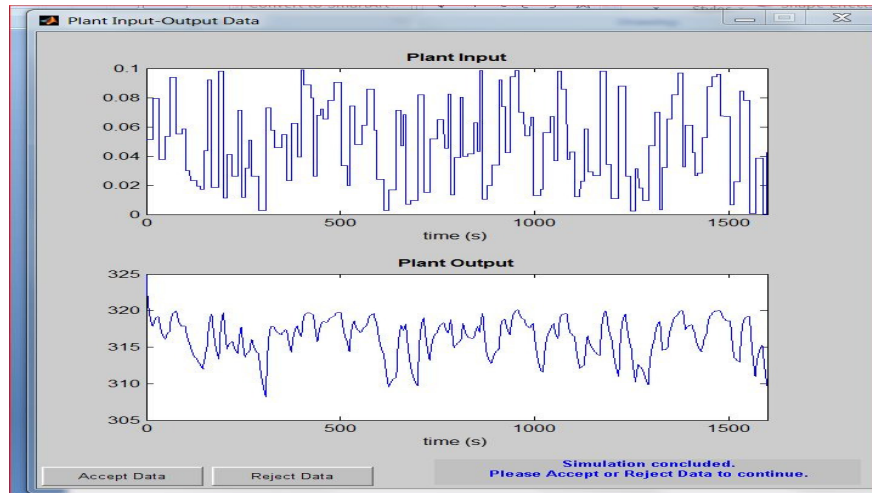 Plant Input-Output Data
Plant Input
0.1
0.08
0.06
0.04
0.02
0
0 500 1000 1500
time (s)
Plant Output
325
320
315
310
305
0 500 1000 1500
time (s)
Accept Data Reject Data
Simulation concluded.
Please Accept or Reject Data to continue.